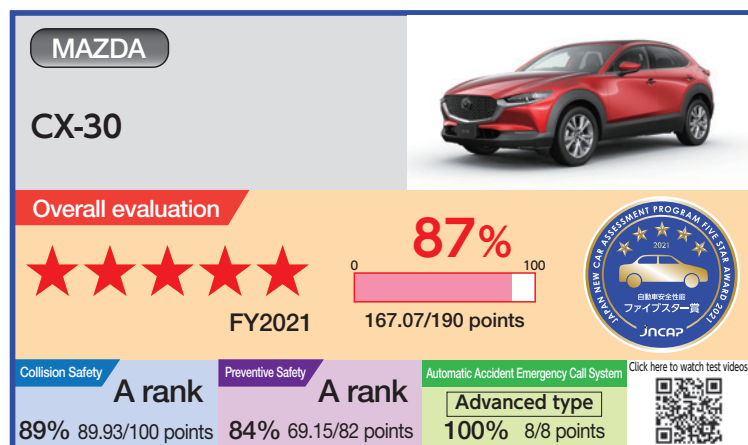 MAZDA
CX-30
Overall evaluation
87%
0 100
167.07/190 points
FY2021
JAPAN NEW CAR ASSESSMENT PROGRAM FIVE STAR AWARD 2021
2021
自動車安全性能
ファイブスター賞
JNCAP
Collision Safety
A rank
89% 89.93/100 points
Preventive Safety
A rank
84% 69.15/82 points
Automatic Accident Emergency Call System
Advanced type
100% 8/8 points
Click here to watch test videos